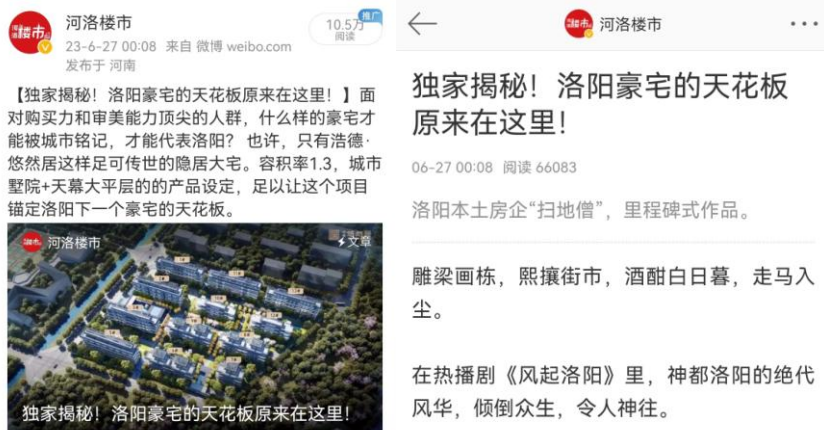 河洛楼市
23-6-27 00:08 来自 微博 weibo.com
发布于 河南
10.5万
阅读
推广
【独家揭秘！洛阳豪宅的天花板原来在这里！】面
对购买力和审美能力顶尖的人群，什么样的豪宅才
能被城市铭记，才能代表洛阳？ 也许，只有浩德·
悠然居这样足可传世的隐居大宅。容积率1.3，城市
墅院+天幕大平层的的产品设定，足以让这个项目
锚定洛阳下一个豪宅的天花板。
河洛楼市
文章
独家揭秘！洛阳豪宅的天花板原来在这里！
河洛楼市
独家揭秘！洛阳豪宅的天花板
原来在这里！
06-27 00:08 阅读 66083
洛阳本土房企“扫地僧”，里程碑式作品。
雕梁画栋，熙攘街市，酒酣白日暮，走马入
尘。
在热播剧《风起洛阳》里，神都洛阳的绝代
风华，倾倒众生，令人神往。